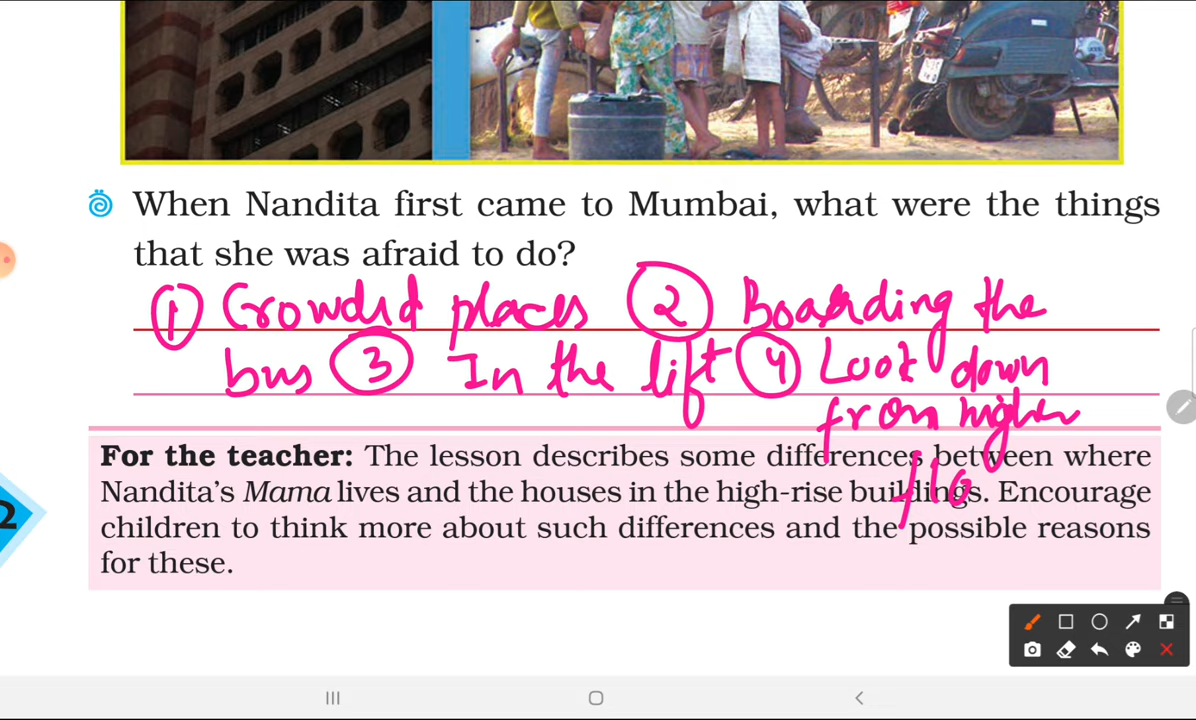 When Nandita first came to Mumbai, what were the things
that she was afraid to do?
① Crowded places ② Boarding the
bus ③ In the lift ④ Look down
from higher
flo
For the teacher: The lesson describes some differences between where
Nandita's Mama lives and the houses in the high-rise buildings. Encourage
children to think more about such differences and the possible reasons
for these.
2